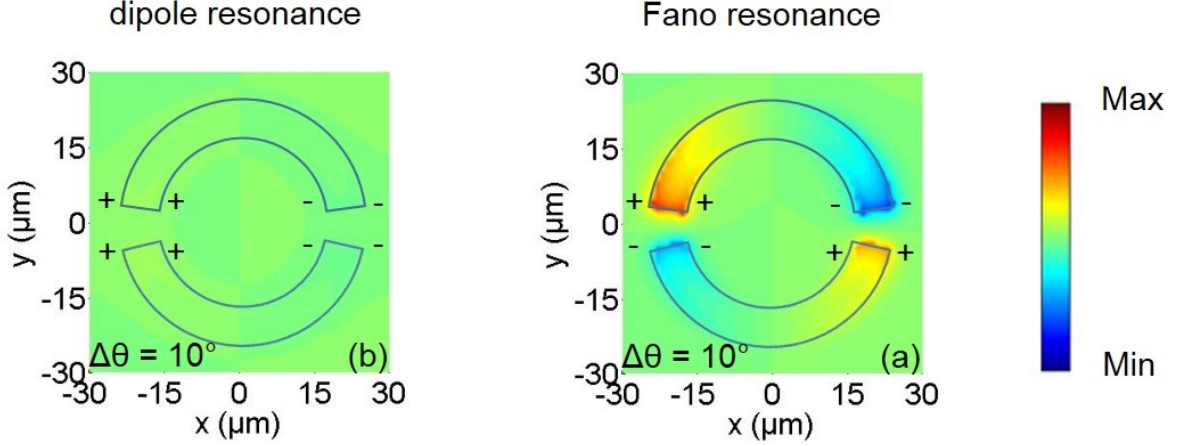 dipole resonance
Fano resonance
30
15
0
-15
-30
y (μm)
+ + - -
+ + - -
Δθ = 10°
(b)
-30 -15 0 15 30
x (μm)
30
15
0
-15
-30
y (μm)
+ + - -
- - + +
Δθ = 10°
(a)
-30 -15 0 15 30
x (μm)
Max
Min